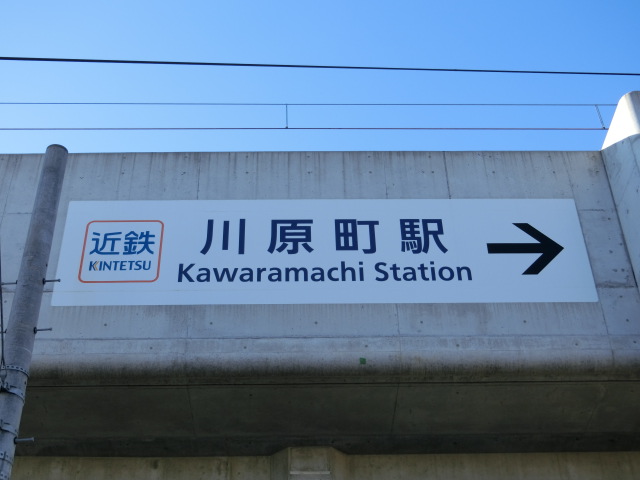 近鉄
KINTETSU
川原町駅
Kawaramachi Station